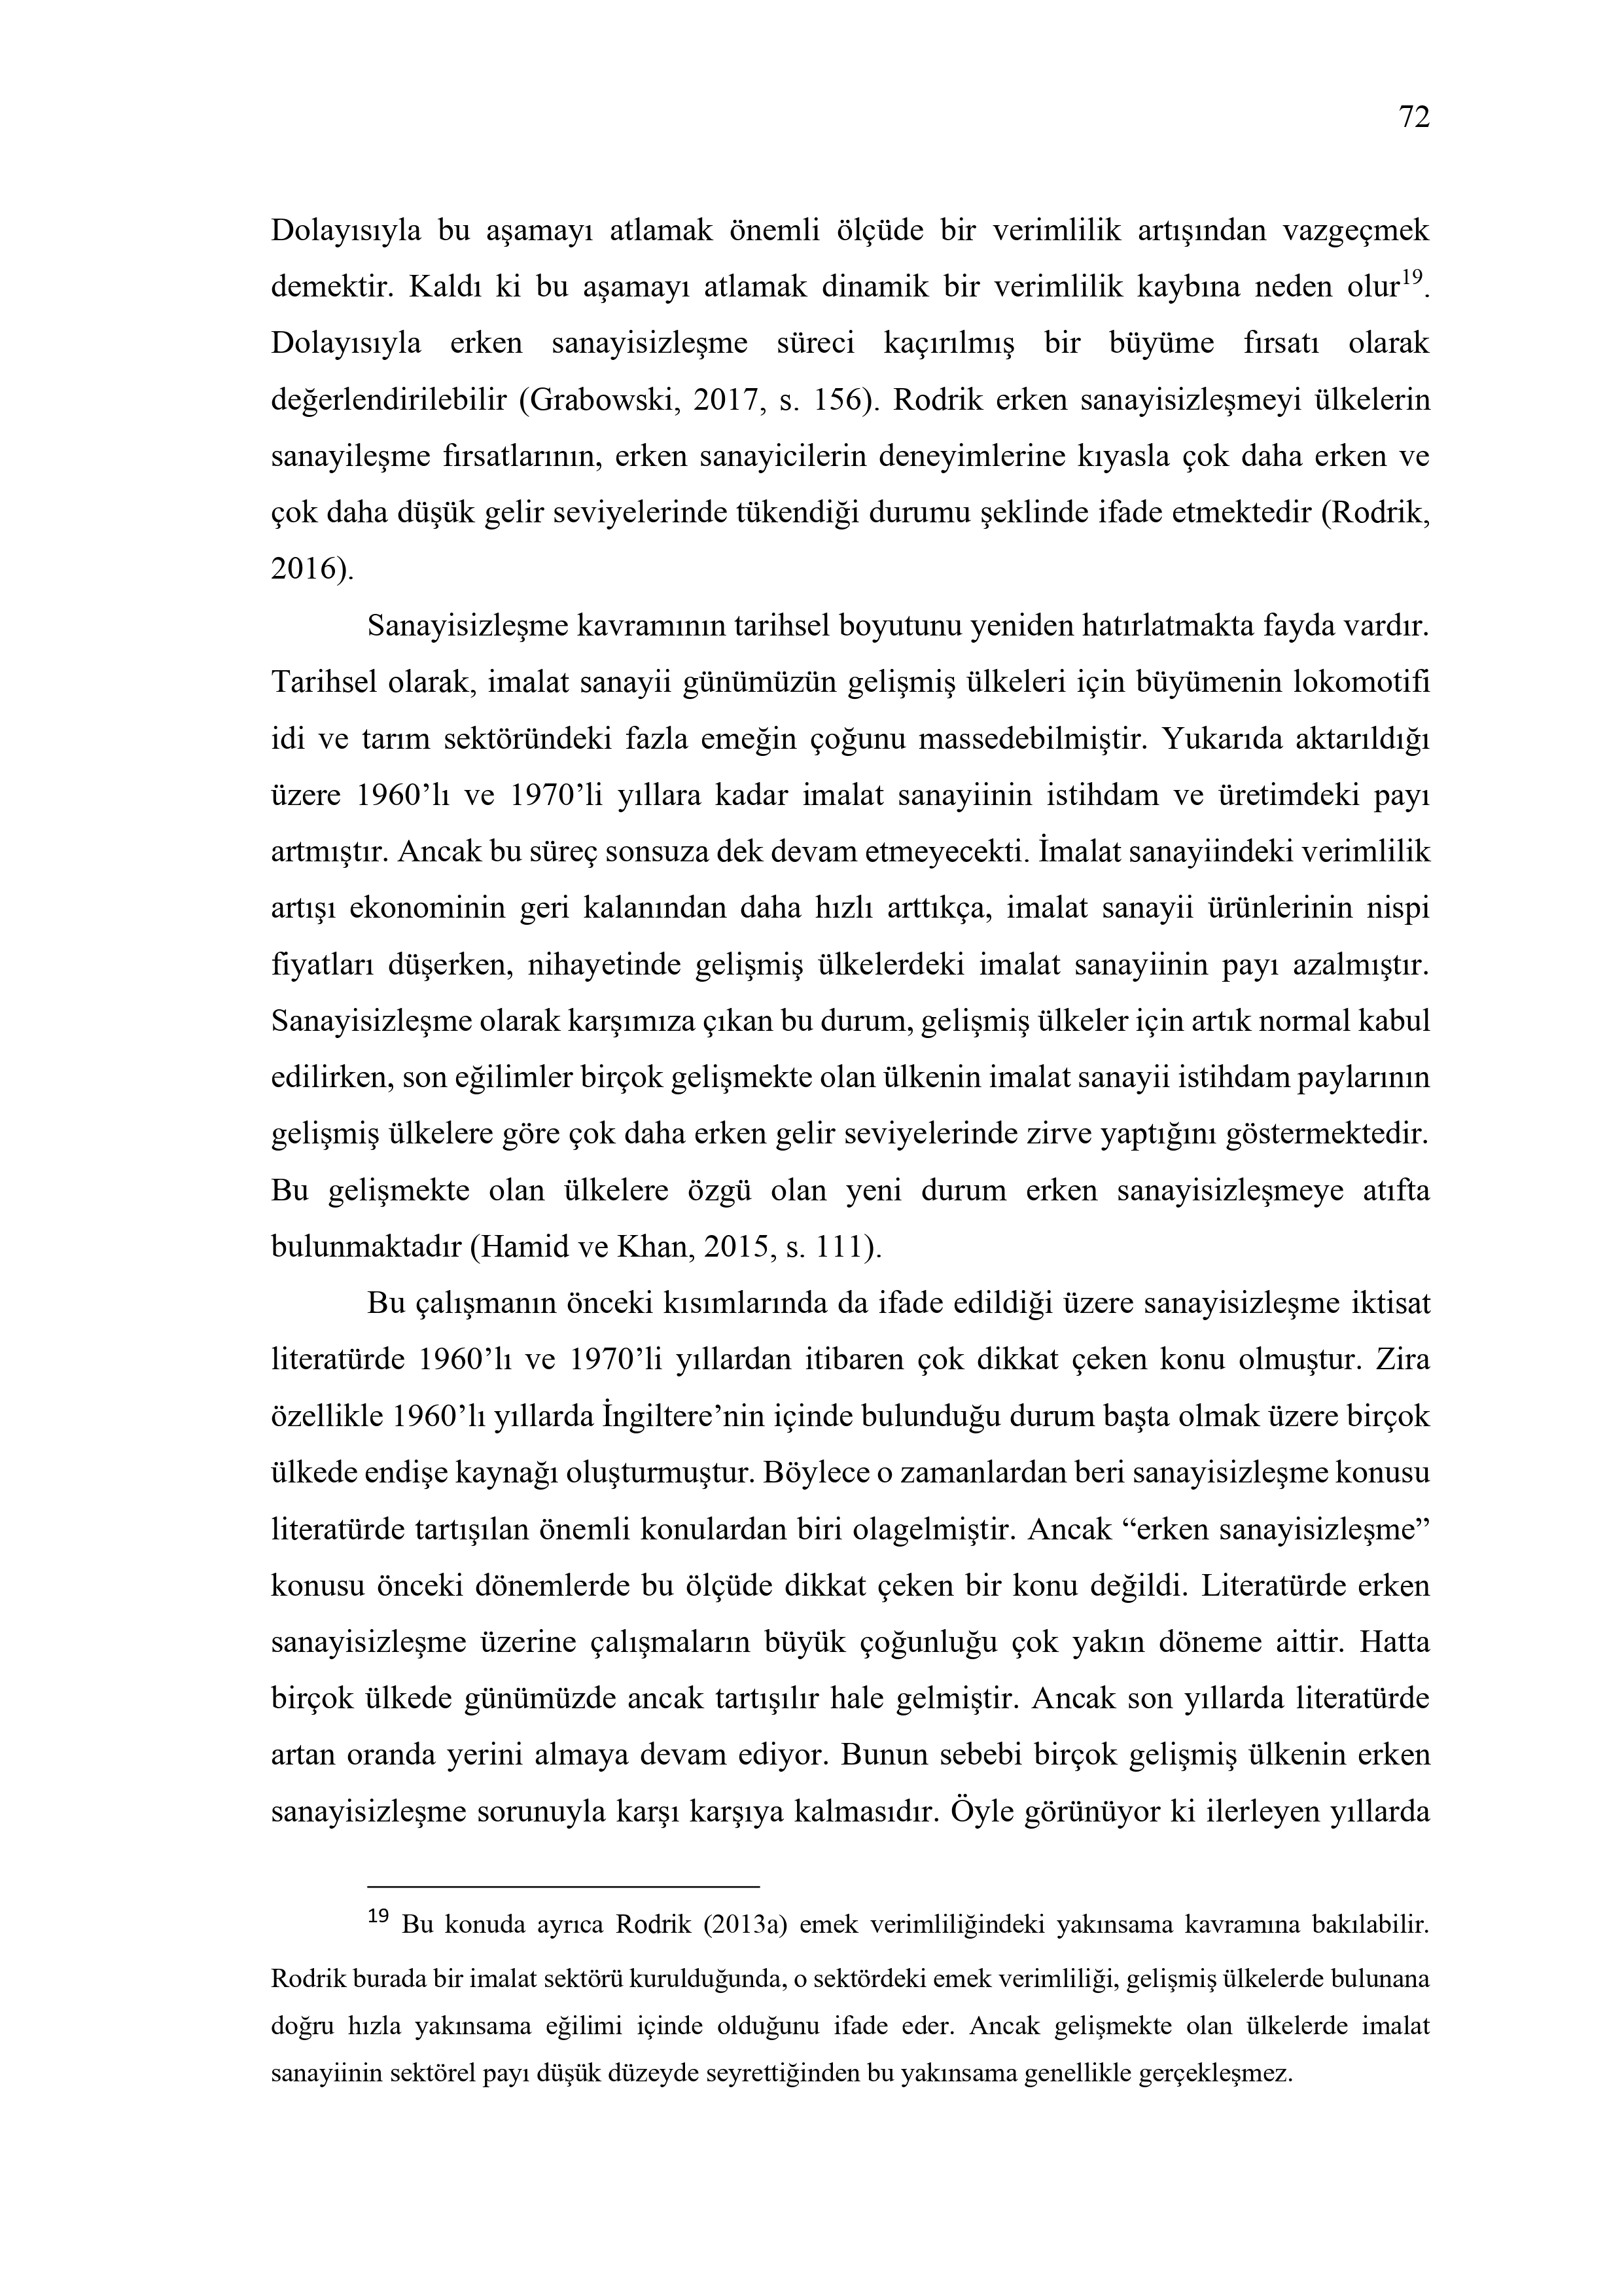 72
Dolayısıyla bu aşamayı atlamak önemli ölçüde bir verimlilik artışından vazgeçmek
demektir. Kaldı ki bu aşamayı atlamak dinamik bir verimlilik kaybına neden olur19.
Dolayısıyla erken sanayisizleşme süreci kaçırılmış bir büyüme fırsatı olarak
değerlendirilebilir (Grabowski, 2017, s. 156). Rodrik erken sanayisizleşmeyi ülkelerin
sanayileşme fırsatlarının, erken sanayicilerin deneyimlerine kıyasla çok daha erken ve
çok daha düşük gelir seviyelerinde tükendiği durumu şeklinde ifade etmektedir (Rodrik,
2016).
Sanayisizleşme kavramının tarihsel boyutunu yeniden hatırlatmakta fayda vardır.
Tarihsel olarak, imalat sanayii günümüzün gelişmiş ülkeleri için büyümenin lokomotifi
idi ve tarım sektöründeki fazla emeğin çoğunu massedebilmiştir. Yukarıda aktarıldığı
üzere 1960’lı ve 1970’li yıllara kadar imalat sanayiinin istihdam ve üretimdeki payı
artmıştır. Ancak bu süreç sonsuza dek devam etmeyecekti. İmalat sanayiindeki verimlilik
artışı ekonominin geri kalanından daha hızlı arttıkça, imalat sanayii ürünlerinin nispi
fiyatları düşerken, nihayetinde gelişmiş ülkelerdeki imalat sanayiinin payı azalmıştır.
Sanayisizleşme olarak karşımıza çıkan bu durum, gelişmiş ülkeler için artık normal kabul
edilirken, son eğilimler birçok gelişmekte olan ülkenin imalat sanayii istihdam paylarının
gelişmiş ülkelere göre çok daha erken gelir seviyelerinde zirve yaptığını göstermektedir.
Bu gelişmekte olan ülkelere özgü olan yeni durum erken sanayisizleşmeye atıfta
bulunmaktadır (Hamid ve Khan, 2015, s. 111).
Bu çalışmanın önceki kısımlarında da ifade edildiği üzere sanayisizleşme iktisat
literatürde 1960’lı ve 1970’li yıllardan itibaren çok dikkat çeken konu olmuştur. Zira
özellikle 1960’lı yıllarda İngiltere’nin içinde bulunduğu durum başta olmak üzere birçok
ülkede endişe kaynağı oluşturmuştur. Böylece o zamanlardan beri sanayisizleşme konusu
literatürde tartışılan önemli konulardan biri olagelmiştir. Ancak “erken sanayisizleşme”
konusu önceki dönemlerde bu ölçüde dikkat çeken bir konu değildi. Literatürde erken
sanayisizleşme üzerine çalışmaların büyük çoğunluğu çok yakın döneme aittir. Hatta
birçok ülkede günümüzde ancak tartışılır hale gelmiştir. Ancak son yıllarda literatürde
artan oranda yerini almaya devam ediyor. Bunun sebebi birçok gelişmiş ülkenin erken
sanayisizleşme sorunuyla karşı karşıya kalmasıdır. Öyle görünüyor ki ilerleyen yıllarda
19 Bu konuda ayrıca Rodrik (2013a) emek verimliliğindeki yakınsama kavramına bakılabilir.
Rodrik burada bir imalat sektörü kurulduğunda, o sektördeki emek verimliliği, gelişmiş ülkelerde bulunana
doğru hızla yakınsama eğilimi içinde olduğunu ifade eder. Ancak gelişmekte olan ülkelerde imalat
sanayiinin sektörel payı düşük düzeyde seyrettiğinden bu yakınsama genellikle gerçekleşmez.